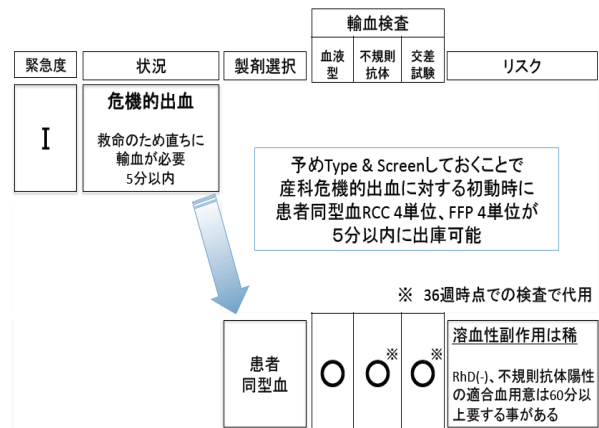 輸血検査
緊急度 状況 製剤選択 血液型 不規則抗体 交差試験 リスク
Ⅰ
危機的出血
救命のため直ちに
輸血が必要
5分以内
予めType & Screenしておくことで
産科危機的出血に対する初動時に
患者同型血RCC 4単位、FFP 4単位が
５分以内に出庫可能
※ 36週時点での検査で代用
患者
同型血
○ ○※ ○※
溶血性副作用は稀
RhD(-)、不規則抗体陽性
の適合血用意は60分以
上要する事がある